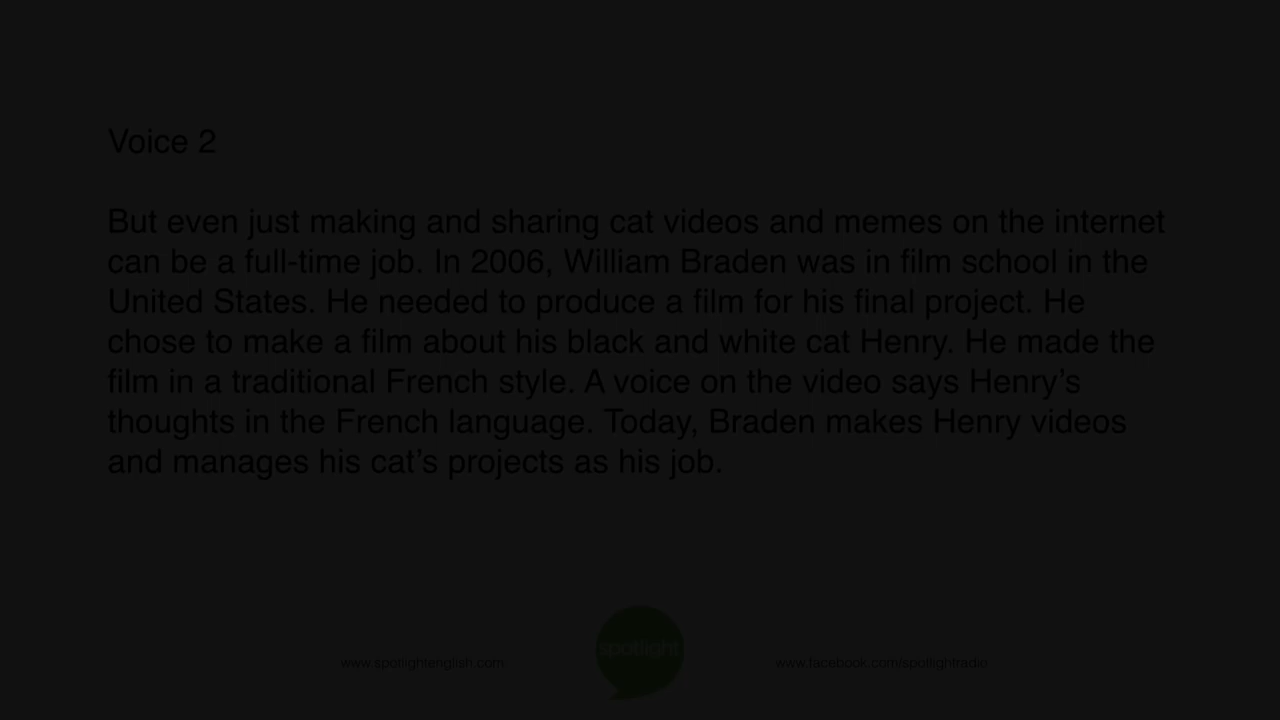 Voice 2
But even just making and sharing cat videos and memes on the internet
can be a full-time job. In 2006, William Braden was in film school in the
United States. He needed to produce a film for his final project. He
chose to make a film about his black and white cat Henry. He made the
film in a traditional French style. A voice on the video says Henry’s
thoughts in the French language. Today, Braden makes Henry videos
and manages his cat’s projects as his job.
spotlight
www.spotlightenglish.com
www.facebook.com/spotlightradio